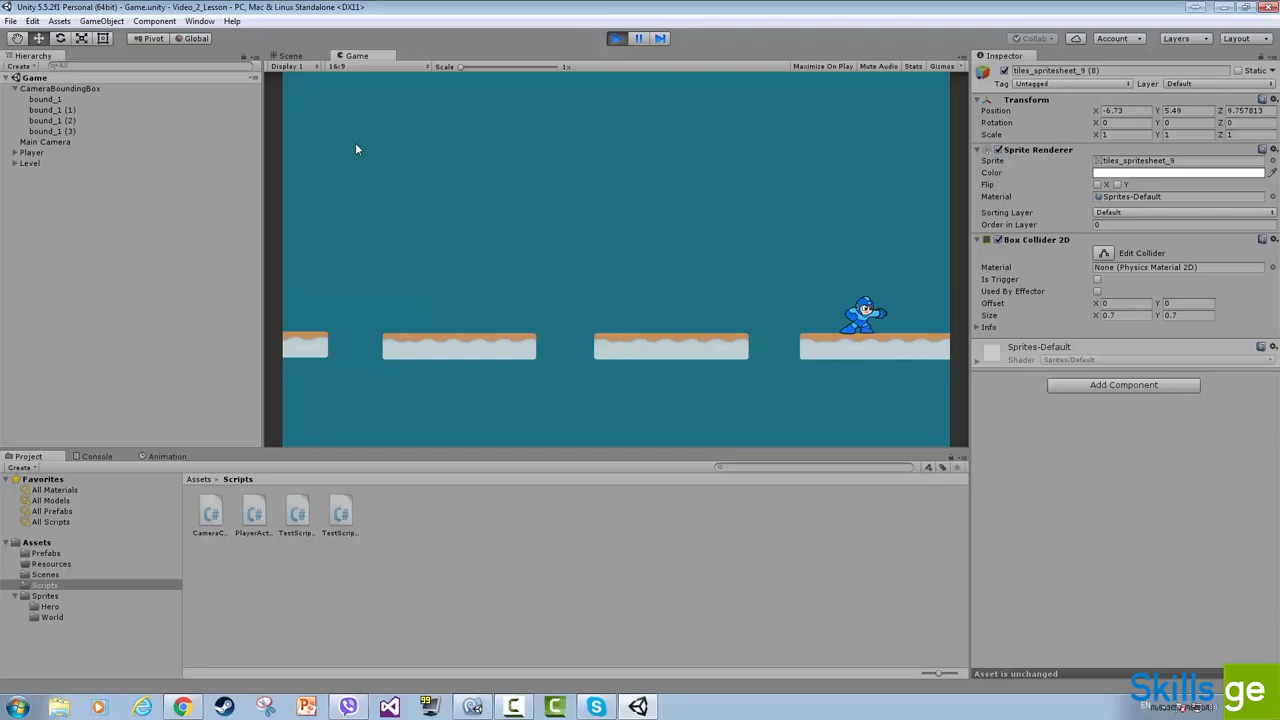 Unity 5.5.2f1 Personal (64bit) - Game.unity - Video_2_Lesson - PC, Mac & Linux Standalone <DX11>
File Edit Assets GameObject Component Window Help
Pivot Global Collab Account Layers Layout
Hierarchy
Create All
Game
CameraBoundingBox
bound_1
bound_1 (1)
bound_1 (2)
bound_1 (3)
Main Camera
Player
Level
Scene Game
Display 1 16:9 Scale 1x Maximize On Play Mute Audio Stats Gizmos
Inspector
tiles_spritesheet_9 (8) Static
Tag Untagged Layer Default
Transform
Position X -6.73 Y 5.49 Z 9.757813
Rotation X 0 Y 0 Z 0
Scale X 1 Y 1 Z 1
Sprite Renderer
Sprite tiles_spritesheet_9
Color
Flip X Y
Material Sprites-Default
Sorting Layer Default
Order in Layer 0
Box Collider 2D
Edit Collider
Material None (Physics Material 2D)
Is Trigger
Used By Effector
Offset X 0 Y 0
Size X 0.7 Y 0.7
Info
Sprites-Default
Shader Sprites/Default
Add Component
Project Console Animation
Create
Favorites
All Materials
All Models
All Prefabs
All Scripts
Assets
Prefabs
Resources
Scenes
Scripts
Sprites
Hero
World
Assets Scripts
C# C# C# C#
CameraC... PlayerAct... TestScrip... TestScrip...
Asset is unchanged
99
Skills ge